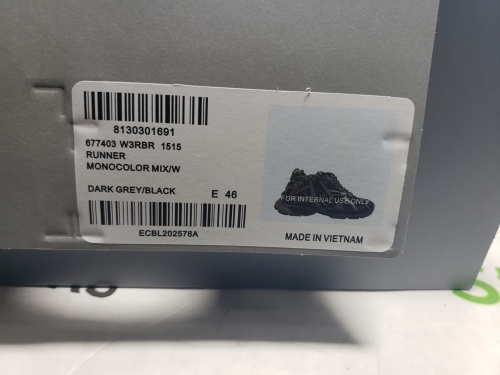 8130301691
677403 W3RBR 1515
RUNNER
MONOCOLOR MIX/W
DARK GREY/BLACK E 46
ECBL202576A
FOR INTERNAL USE ONLY
MADE IN VIETNAM